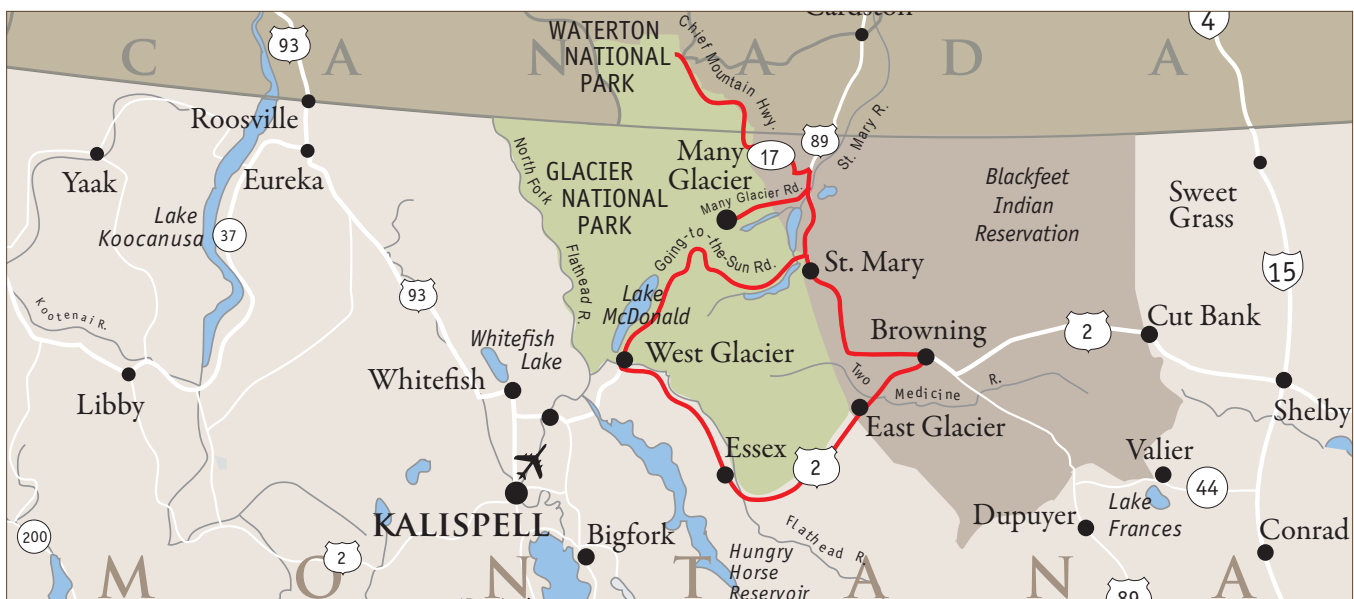 Cardston
4
WATERTON
NATIONAL
PARK
C A N A D A
93
Chief Mountain Hwy.
Roosville
89
St. Mary R.
Many
Glacier
17
Yaak
Eureka
North Fork
GLACIER
NATIONAL
PARK
Many Glacier Rd.
Blackfeet
Indian
Reservation
Sweet
Grass
Lake
Koocanusa
37
Going-to-the-Sun Rd.
St. Mary
15
Flathead R.
93
Lake
McDonald
Kootenai R.
Whitefish
Lake
West Glacier
Browning
2
Cut Bank
Whitefish
Two Medicine R.
Libby
East Glacier
Shelby
Essex
2
Valier
44
KALISPELL
Dupuyer
Lake
Frances
200
Bigfork
Flathead R.
Conrad
2
Hungry
Horse
Reservoir
M O N T A N A
89